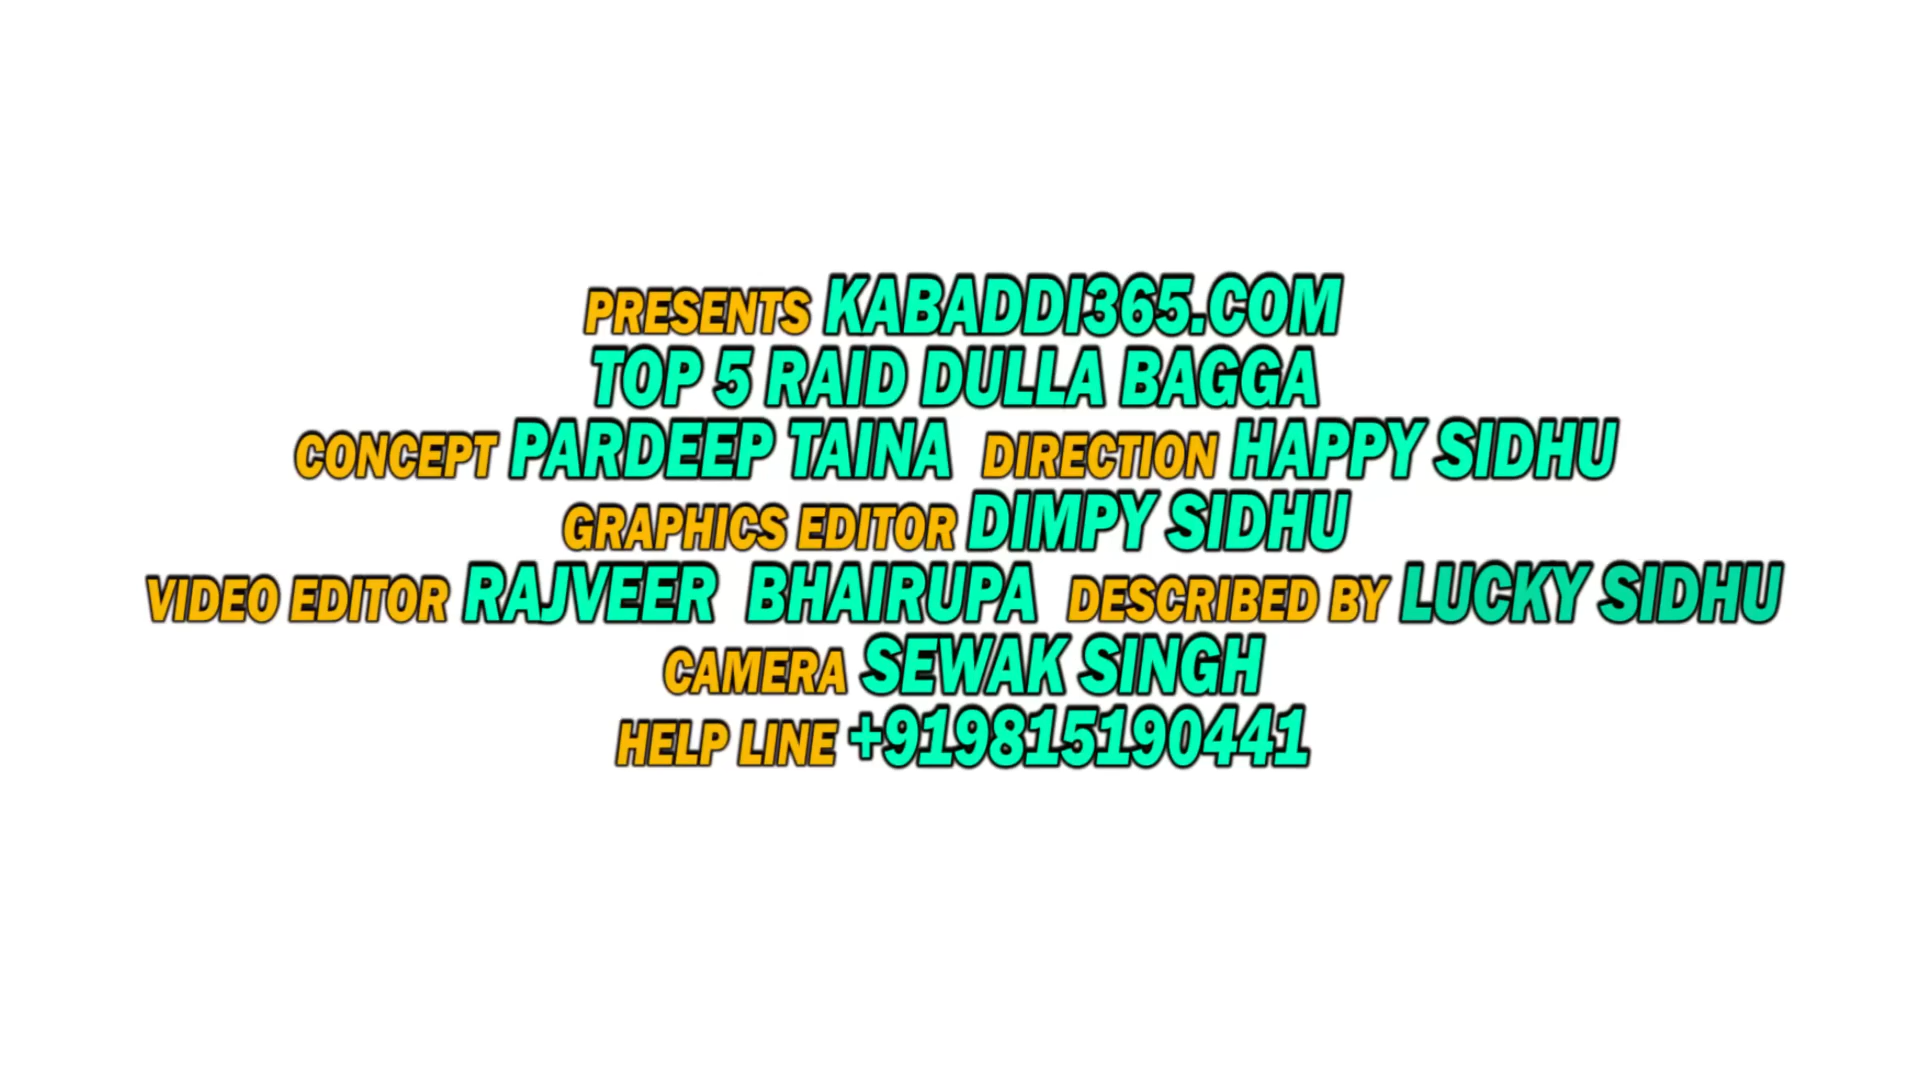 PRESENTS KABADDI365.COM
TOP 5 RAID DULLA BAGGA
CONCEPT PARDEEP TAINA DIRECTION HAPPY SIDHU
GRAPHICS EDITOR DIMPY SIDHU
VIDEO EDITOR RAJVEER BHAIRUPA DESCRIBED BY LUCKY SIDHU
CAMERA SEWAK SINGH
HELP LINE +919815190441